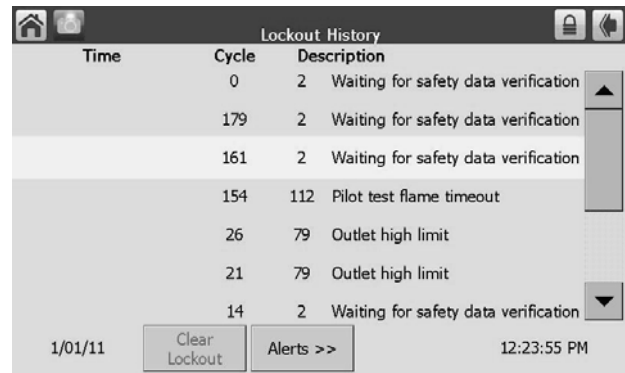 Lockout History
Time Cycle Description
0 2 Waiting for safety data verification
179 2 Waiting for safety data verification
161 2 Waiting for safety data verification
154 112 Pilot test flame timeout
26 79 Outlet high limit
21 79 Outlet high limit
14 2 Waiting for safety data verification
1/01/11 Clear Lockout Alerts >> 12:23:55 PM